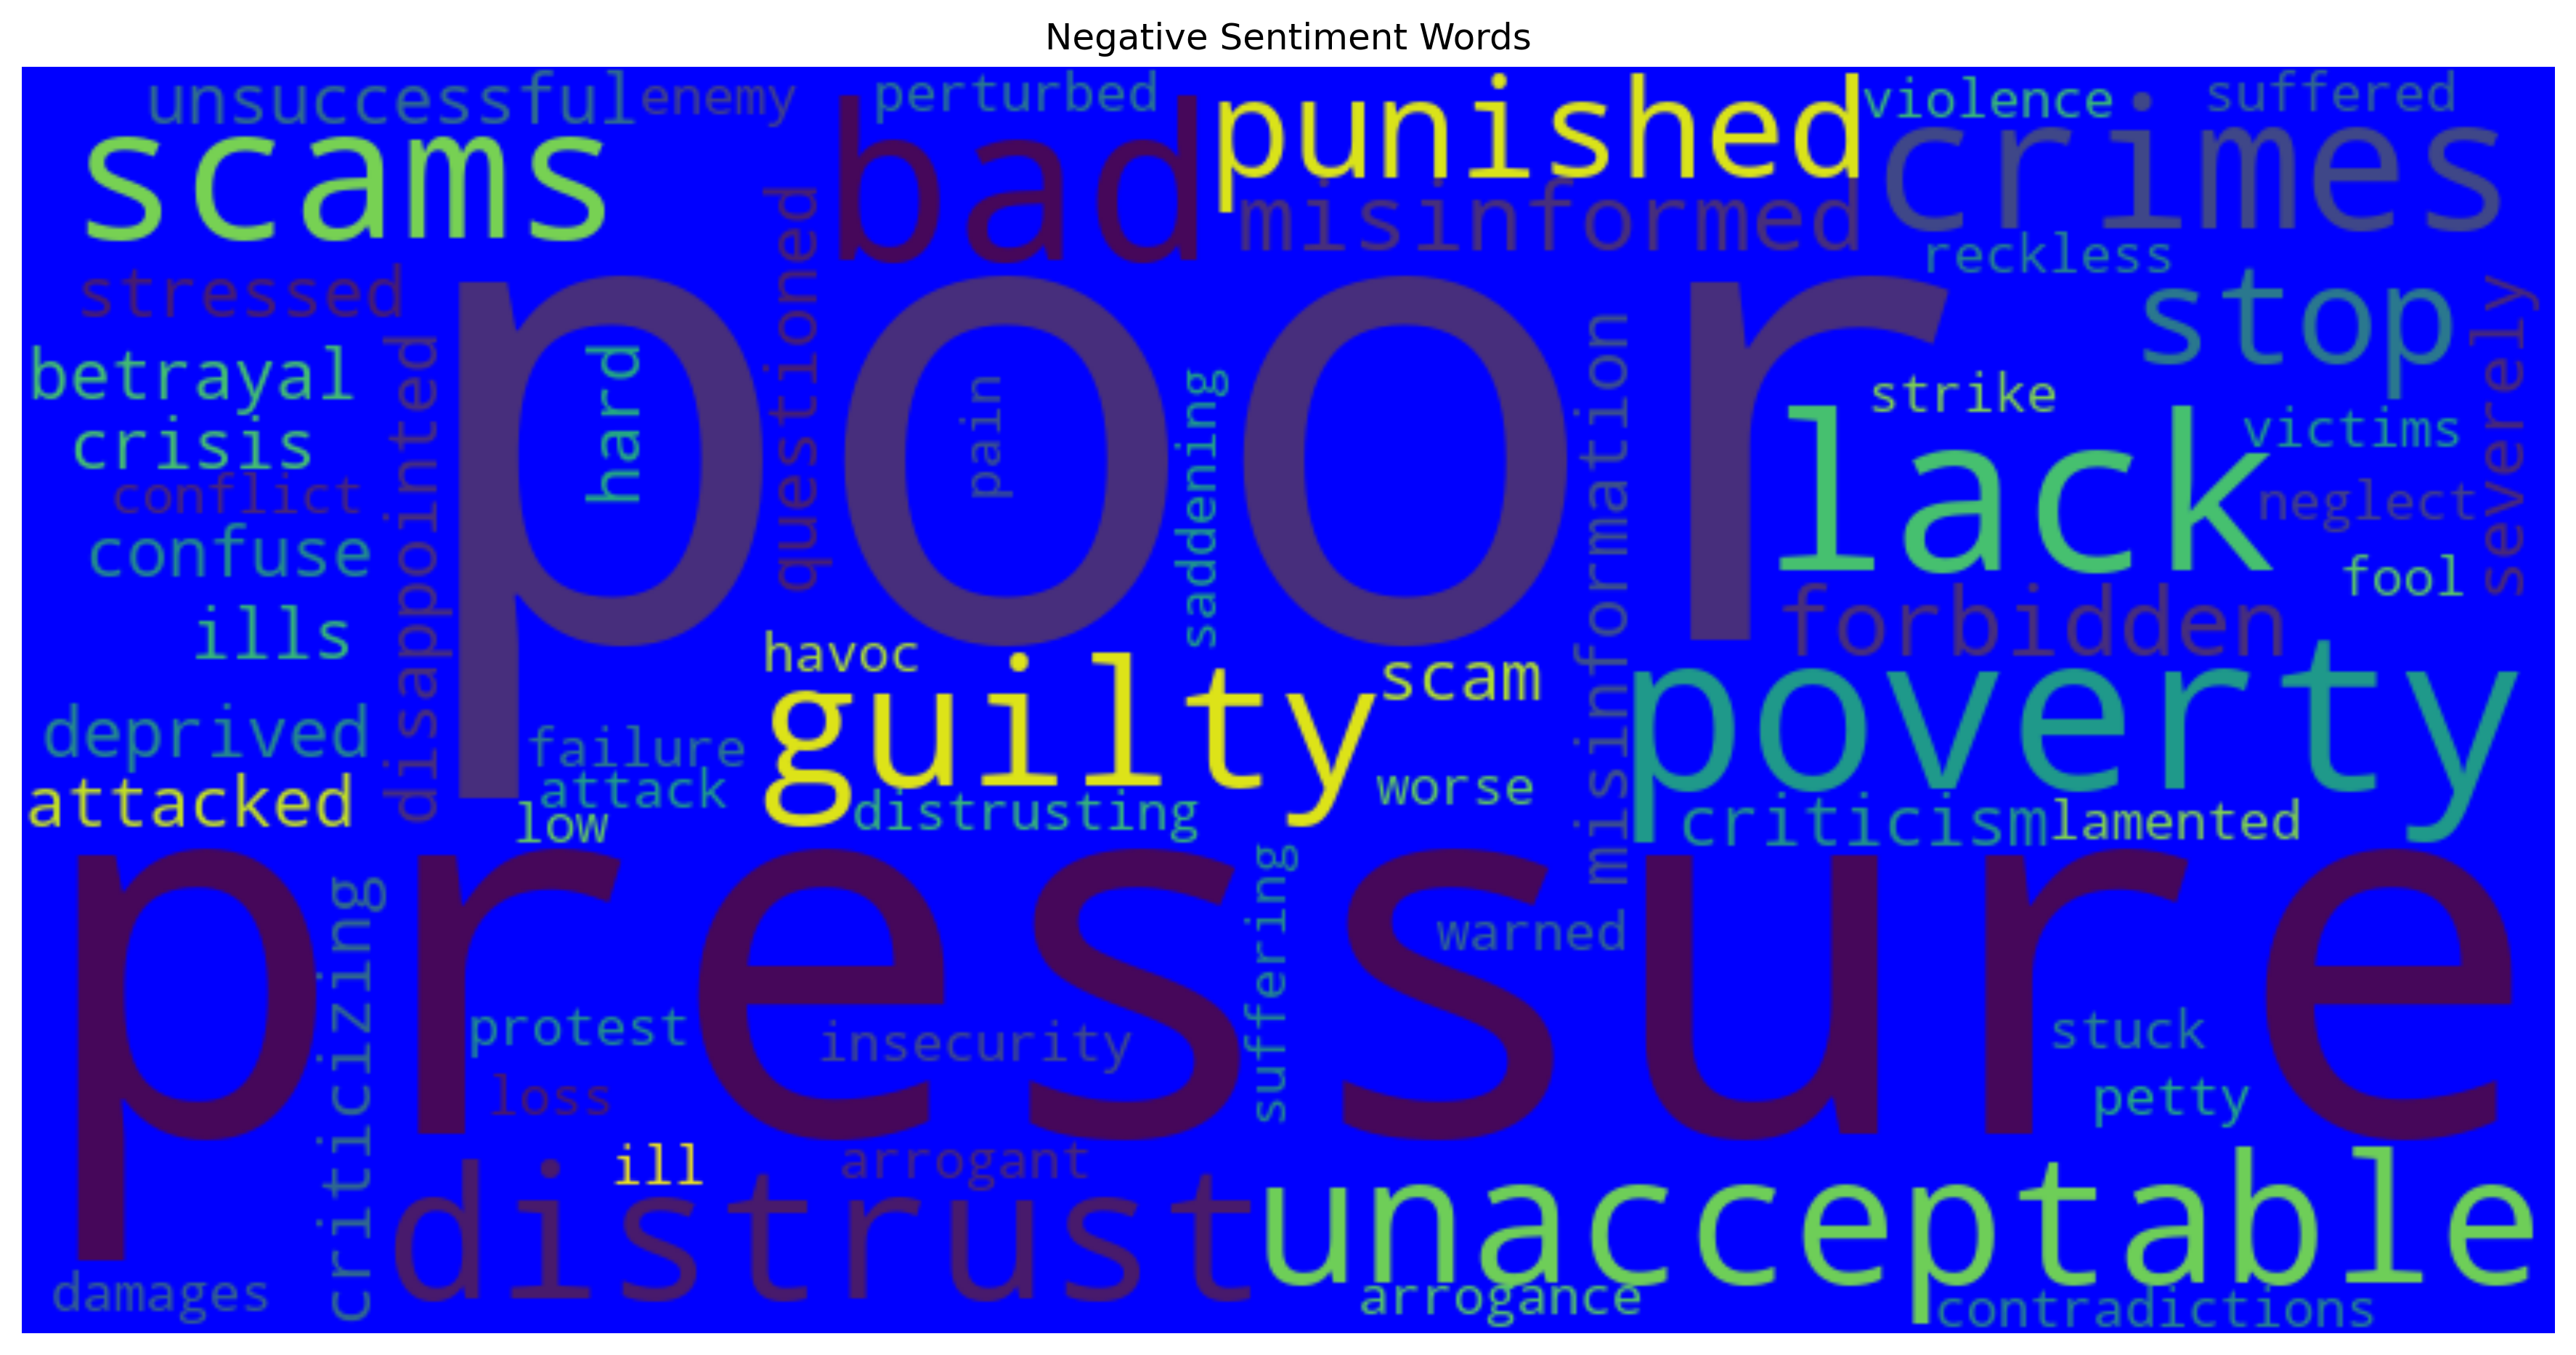 Negative Sentiment Words
unsuccessful
enemy
perturbed
punished
violence
suffered
scams
bad
misinformed
crimes
reckless
stressed
questioned
poor
stop
severely
betrayal
disappointed
hard
pain
saddening
misinformation
strike
crisis
lack
victims
conflict
neglect
confuse
fool
ills
forbidden
havoc
guilty
scam
poverty
deprived
failure
attack
worse
attacked
low
distrusting
criticism
lamented
pressure
criticizing
suffering
warned
protest
insecurity
stuck
loss
petty
ill
arrogant
distrust
unacceptable
damages
arrogance
contradictions